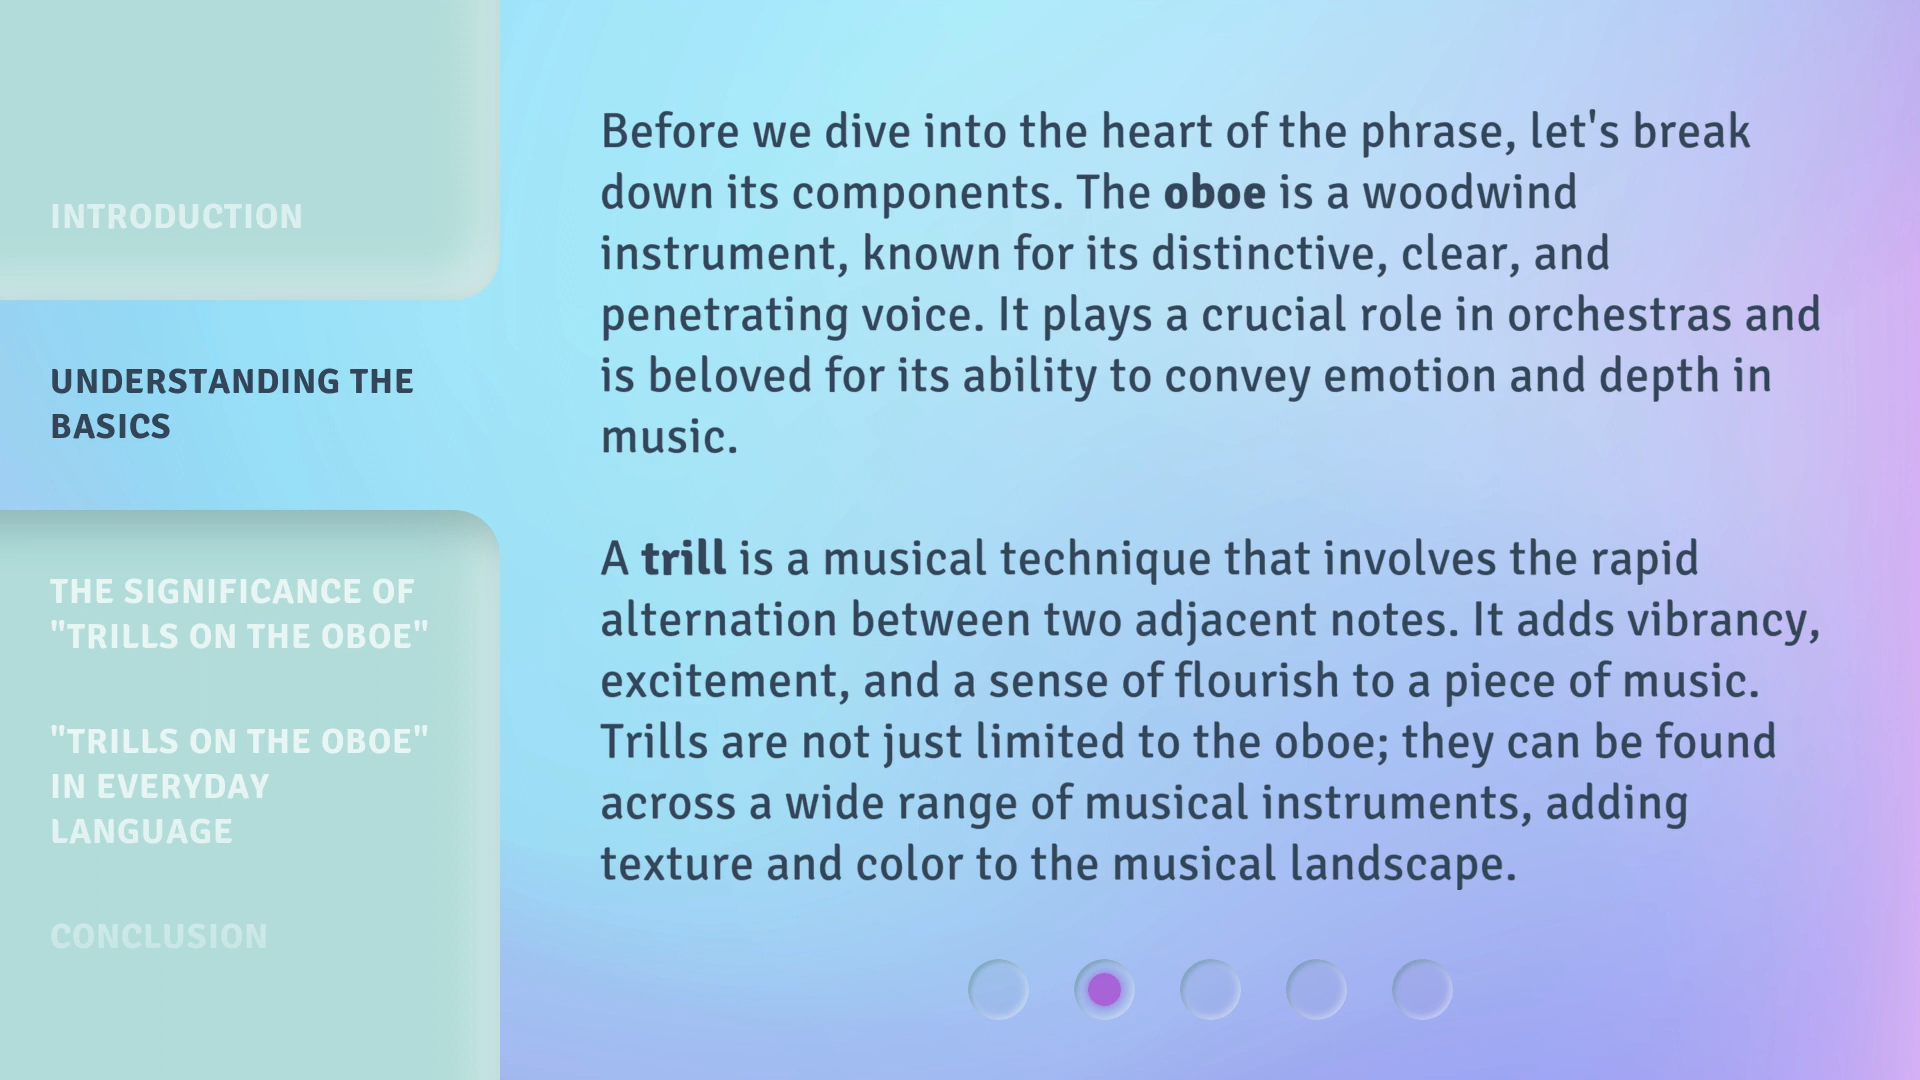 INTRODUCTION
UNDERSTANDING THE
BASICS
THE SIGNIFICANCE OF
"TRILLS ON THE OBOE"
"TRILLS ON THE OBOE"
IN EVERYDAY
LANGUAGE
CONCLUSION
Before we dive into the heart of the phrase, let's break
down its components. The oboe is a woodwind
instrument, known for its distinctive, clear, and
penetrating voice. It plays a crucial role in orchestras and
is beloved for its ability to convey emotion and depth in
music.
A trill is a musical technique that involves the rapid
alternation between two adjacent notes. It adds vibrancy,
excitement, and a sense of flourish to a piece of music.
Trills are not just limited to the oboe; they can be found
across a wide range of musical instruments, adding
texture and color to the musical landscape.